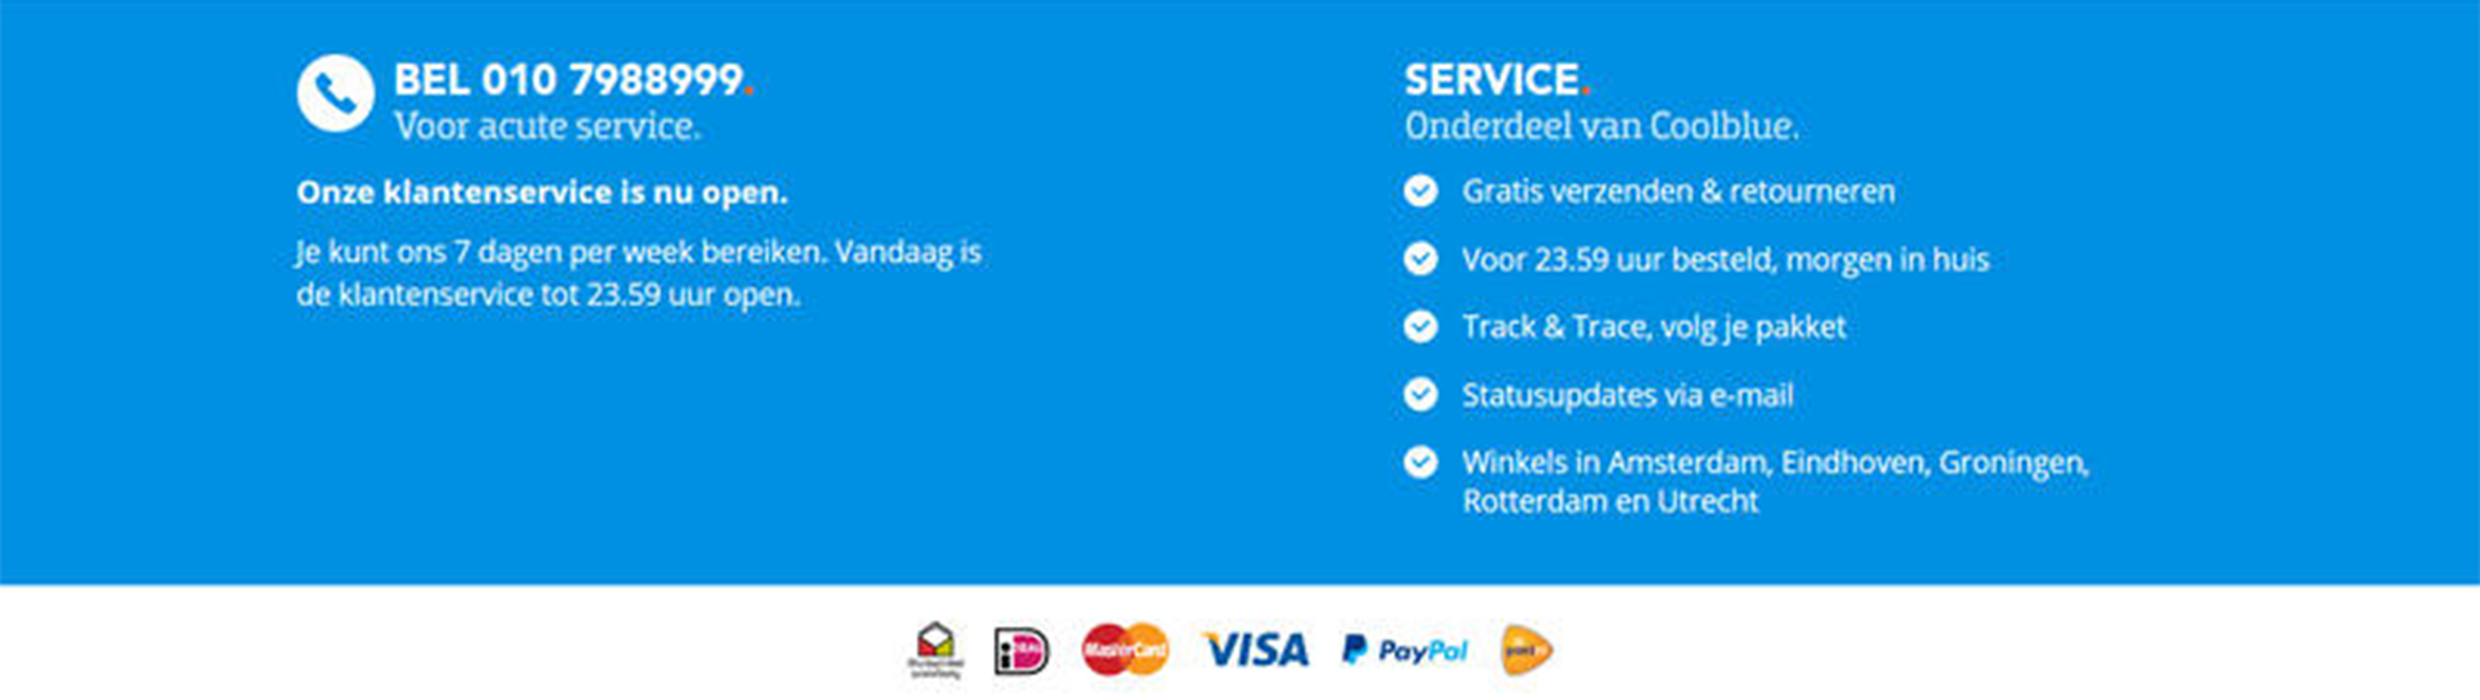 BEL 010 7988999.
Voor acute service.
Onze klantenservice is nu open.
Je kunt ons 7 dagen per week bereiken. Vandaag is
de klantenservice tot 23.59 uur open.
SERVICE.
Onderdeel van Coolblue.
Gratis verzenden & retourneren
Voor 23.59 uur besteld, morgen in huis
Track & Trace, volg je pakket
Statusupdates via e-mail
Winkels in Amsterdam, Eindhoven, Groningen,
Rotterdam en Utrecht
iDEAL MasterCard VISA PayPal postnl